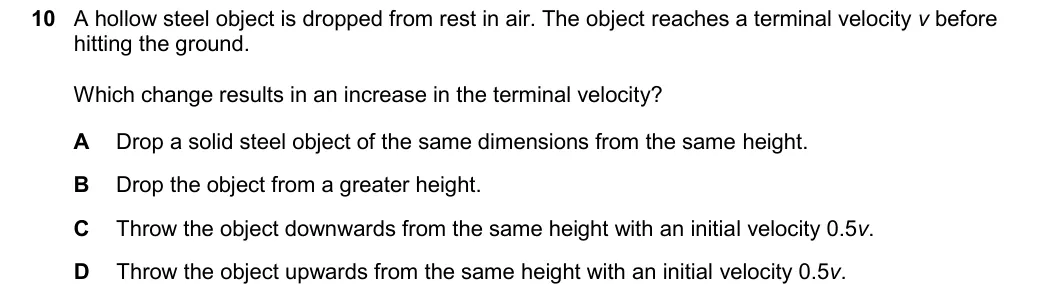 10 A hollow steel object is dropped from rest in air. The object reaches a terminal velocity v before
hitting the ground.
Which change results in an increase in the terminal velocity?
A Drop a solid steel object of the same dimensions from the same height.
B Drop the object from a greater height.
C Throw the object downwards from the same height with an initial velocity 0.5v.
D Throw the object upwards from the same height with an initial velocity 0.5v.